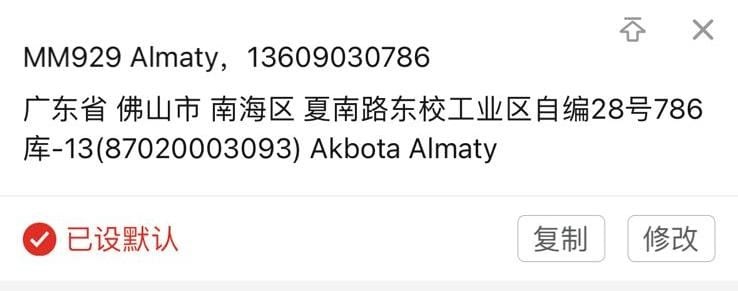 MM929 Almaty，13609030786
广东省 佛山市 南海区 夏南路东校工业区自编28号786
库-13(87020003093) Akbota Almaty
已设默认 复制 修改